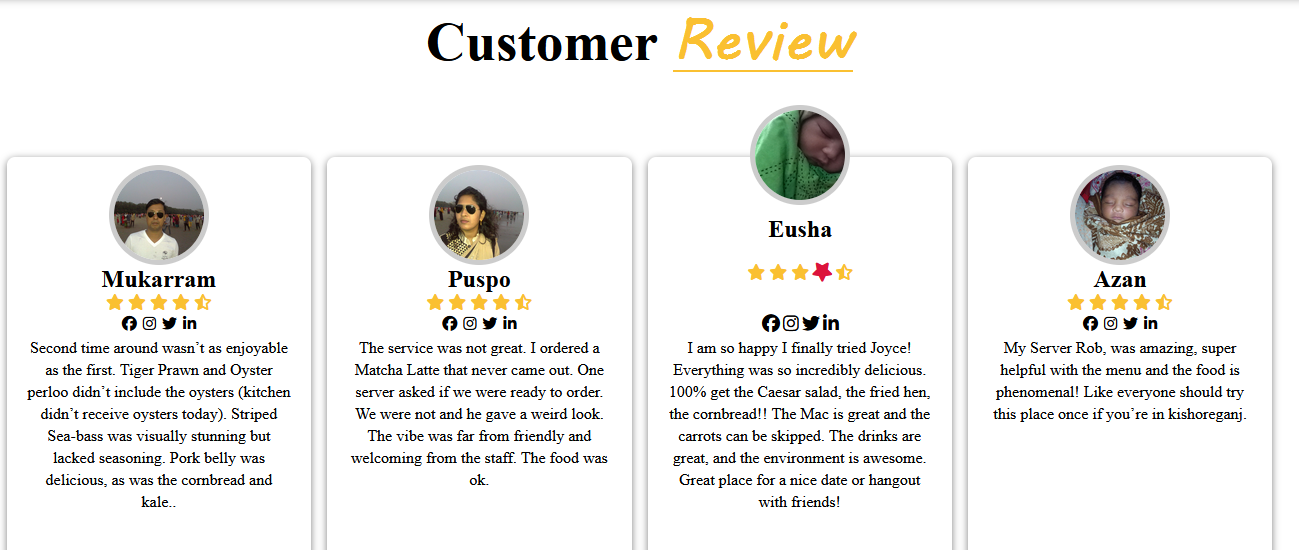 Customer Review
Mukarram
Second time around wasn’t as enjoyable
as the first. Tiger Prawn and Oyster
perloo didn’t include the oysters (kitchen
didn’t receive oysters today). Striped
Sea-bass was visually stunning but
lacked seasoning. Pork belly was
delicious, as was the cornbread and
kale..
Puspo
The service was not great. I ordered a
Matcha Latte that never came out. One
server asked if we were ready to order.
We were not and he gave a weird look.
The vibe was far from friendly and
welcoming from the staff. The food was
ok.
Eusha
I am so happy I finally tried Joyce!
Everything was so incredibly delicious.
100% get the Caesar salad, the fried hen,
the cornbread!! The Mac is great and the
carrots can be skipped. The drinks are
great, and the environment is awesome.
Great place for a nice date or hangout
with friends!
Azan
My Server Rob, was amazing, super
helpful with the menu and the food is
phenomenal! Like everyone should try
this place once if you’re in kishoreganj.